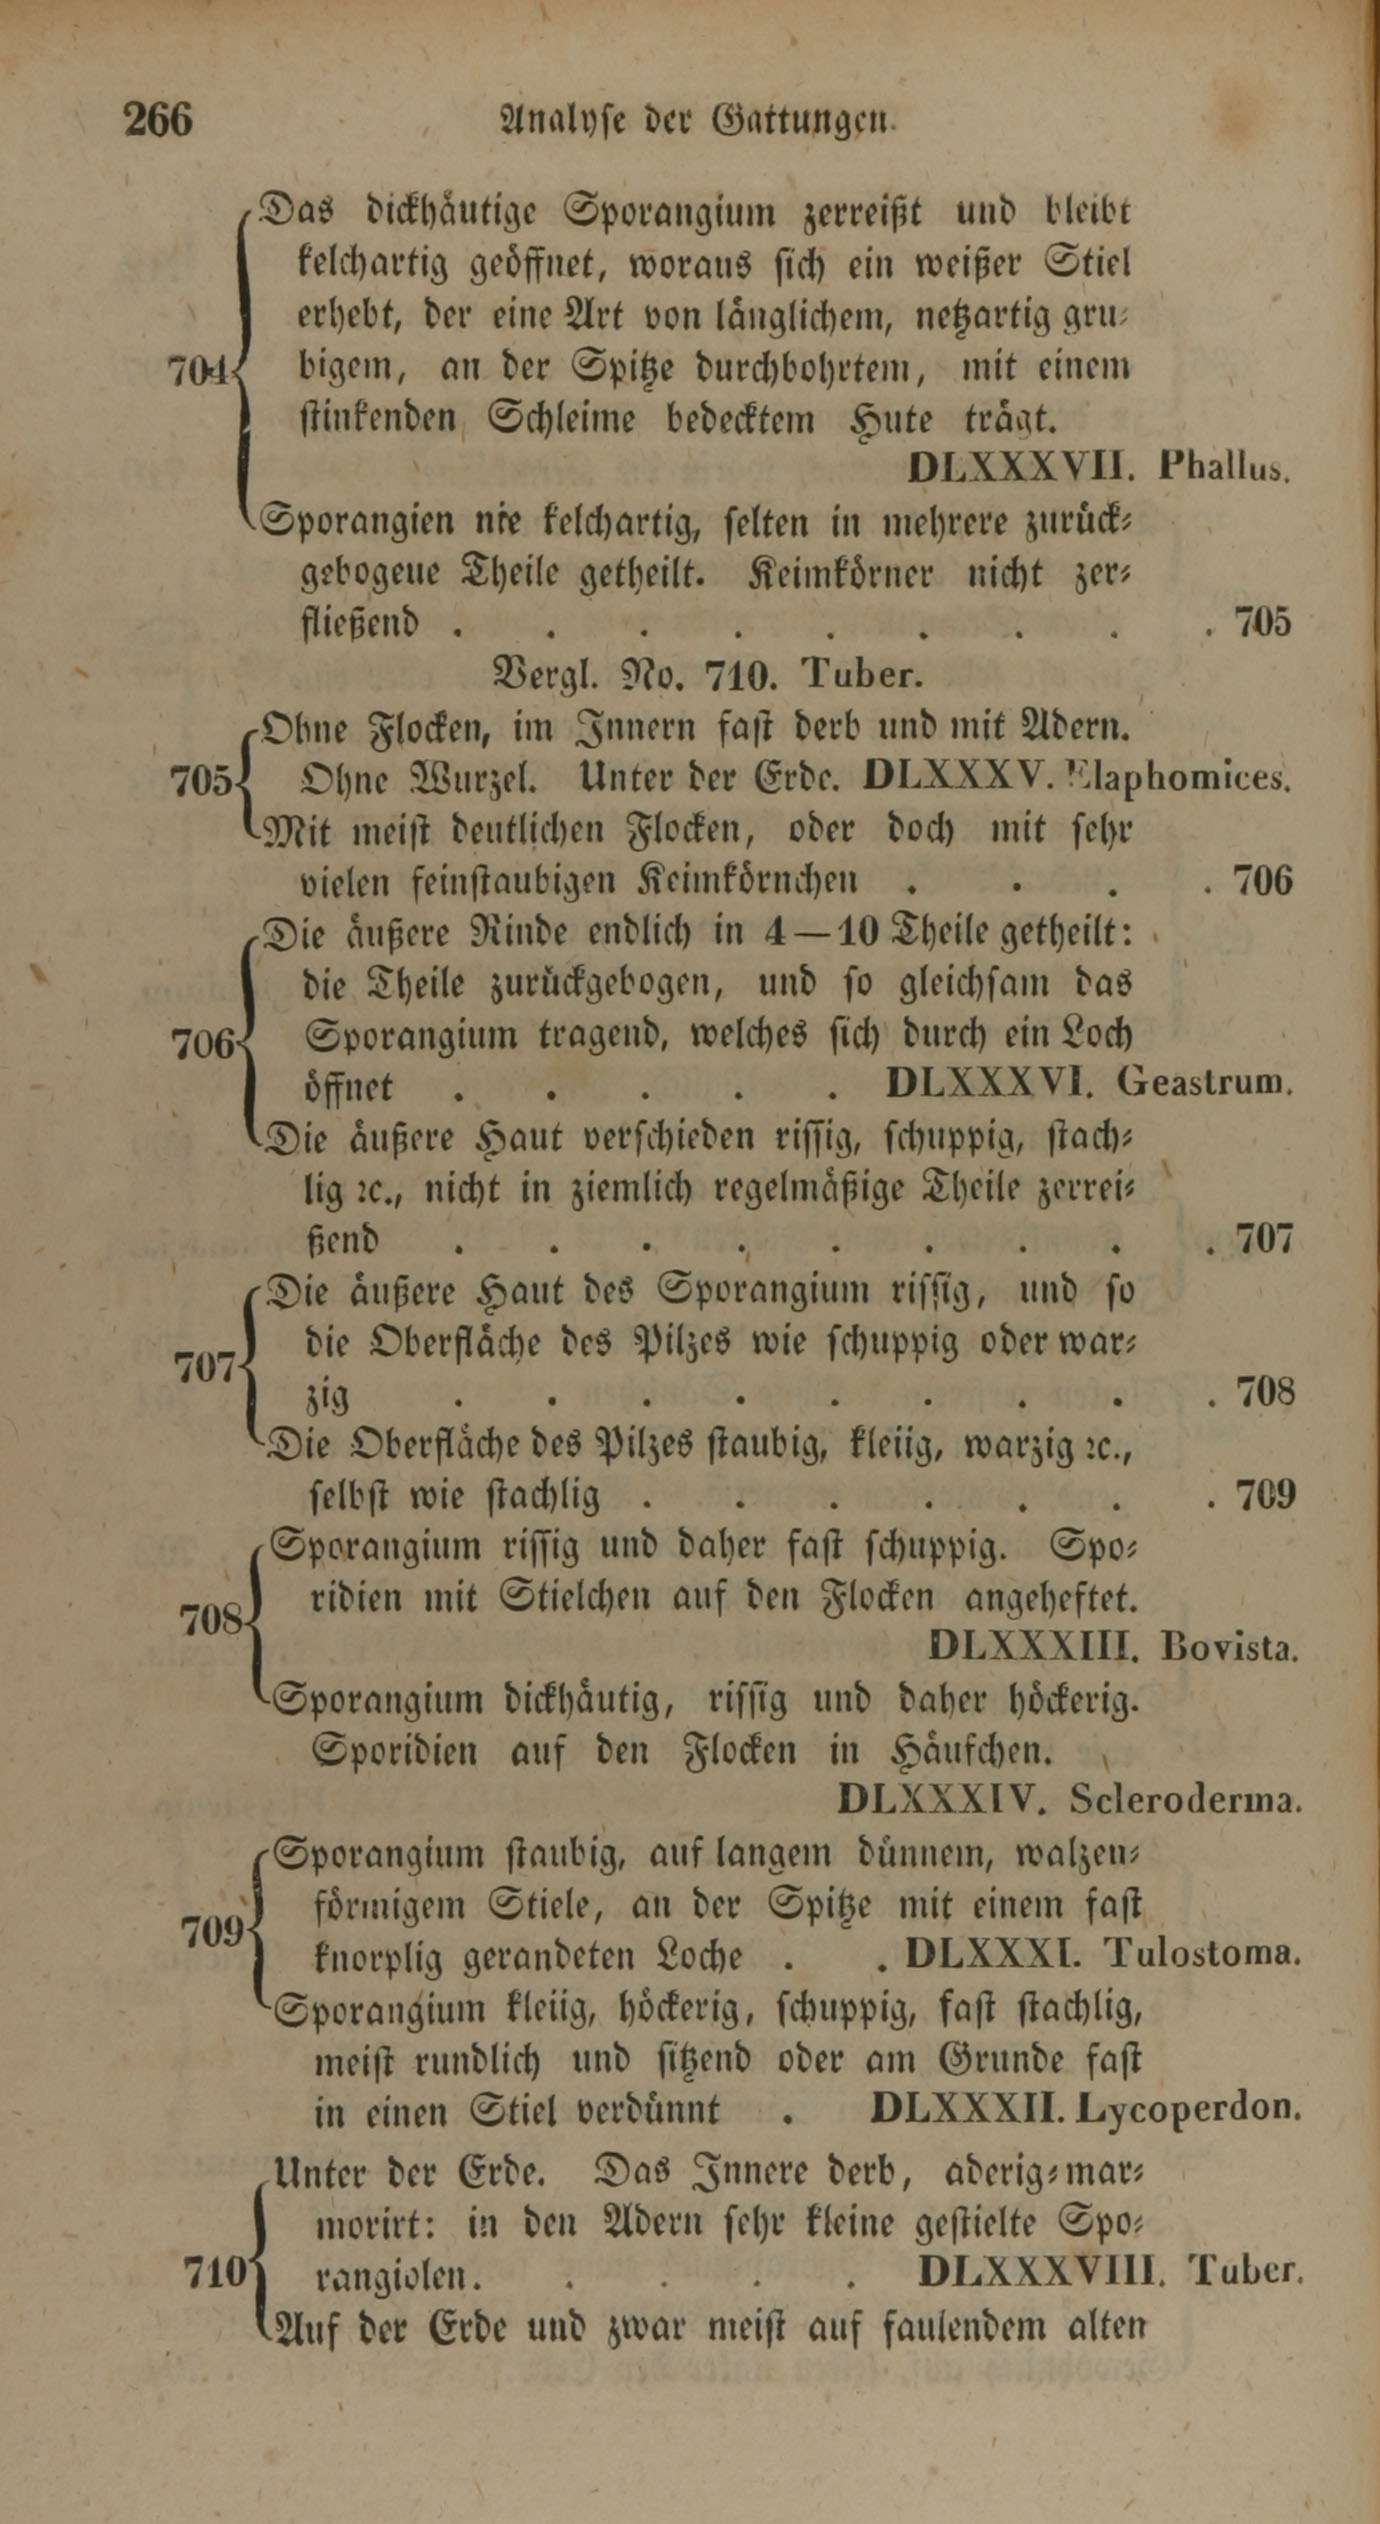 266 Analyse der Gattungen.
Das dickhäutige Sporangium zerreißt und bleibt
kelchartig geöffnet, woraus sich ein weißer Stiel
erhebt, der eine Art von länglichem, netzartig gru⸗
704 bigem, an der Spitze durchbohrtem, mit einem
stinkenden Schleime bedecktem Hute trägt.
DLXXXVII. Phallus.
Sporangien nie kelchartig, selten in mehrere zurück⸗
gebogene Theile getheilt. Keimkörner nicht zer⸗
fließend . . . . . . . . . 705
Vergl. No. 710. Tuber.
Ohne Flocken, im Innern fast derb und mit Adern.
705 Ohne Wurzel. Unter der Erde. DLXXXV. Elaphomices.
Mit meist deutlichen Flocken, oder doch mit sehr
vielen feinstaubigen Keimkörnchen . . . . 706
Die äußere Rinde endlich in 4—10 Theile getheilt:
die Theile zurückgebogen, und so gleichsam das
706 Sporangium tragend, welches sich durch ein Loch
öffnet . . . . . DLXXXVI. Geastrum.
Die äußere Haut verschieden rissig, schuppig, stach⸗
lig ꝛc., nicht in ziemlich regelmäßige Theile zerrei⸗
ßend . . . . . . . . . 707
Die äußere Haut des Sporangium rissig, und so
707 die Oberfläche des Pilzes wie schuppig oder war⸗
zig . . . . . . . . . 708
Die Oberfläche des Pilzes staubig, kleiig, warzig ꝛc.,
selbst wie stachlig . . . . . . . 709
Sporangium rissig und daher fast schuppig. Spo⸗
708 ridien mit Stielchen auf den Flocken angeheftet.
DLXXXIII. Bovista.
Sporangium dickhäutig, rissig und daher höckerig.
Sporidien auf den Flocken in Häufchen.
DLXXXIV. Scleroderma.
Sporangium staubig, auf langem dünnem, walzen⸗
709 förmigem Stiele, an der Spitze mit einem fast
knorplig gerandeten Loche . . DLXXXI. Tulostoma.
Sporangium kleiig, höckerig, schuppig, fast stachlig,
meist rundlich und sitzend oder am Grunde fast
in einen Stiel verdünnt . DLXXXII. Lycoperdon.
Unter der Erde. Das Innere derb, aderig⸗mar⸗
morirt: in den Adern sehr kleine gestielte Spo⸗
710 rangiolen. . . . . DLXXXVIII. Tuber.
Auf der Erde und zwar meist auf faulendem alten